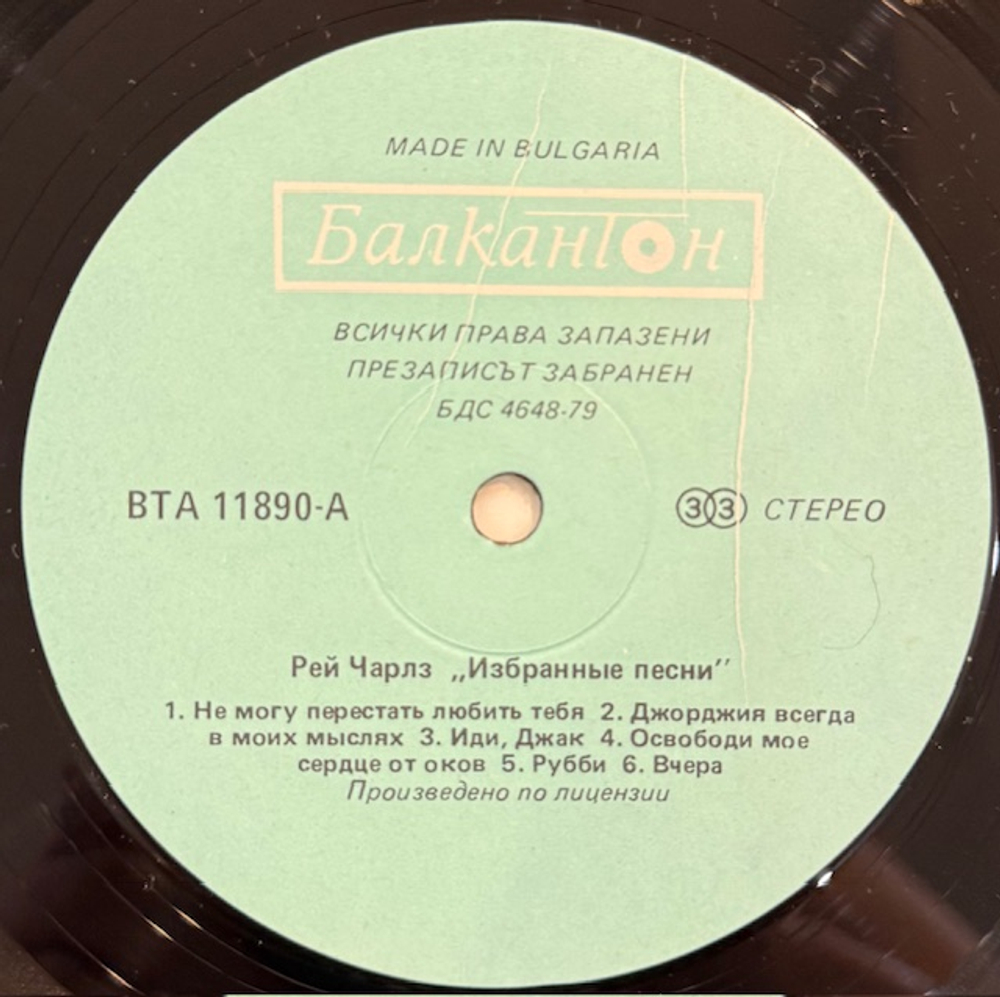 MADE IN BULGARIA
Балкантон
ВСИЧКИ ПРАВА ЗАПАЗЕНИ
ПРЕЗАПИСЪТ ЗАБРАНЕН
БДС 4648-79
ВТА 11890-А
33 СТЕРЕО
Рей Чарлз „Избранные песни''
1. Не могу перестать любить тебя 2. Джорджия всегда
в моих мыслях 3. Иди, Джак 4. Освободи мое
сердце от оков 5. Рубби 6. Вчера
Произведено по лицензии